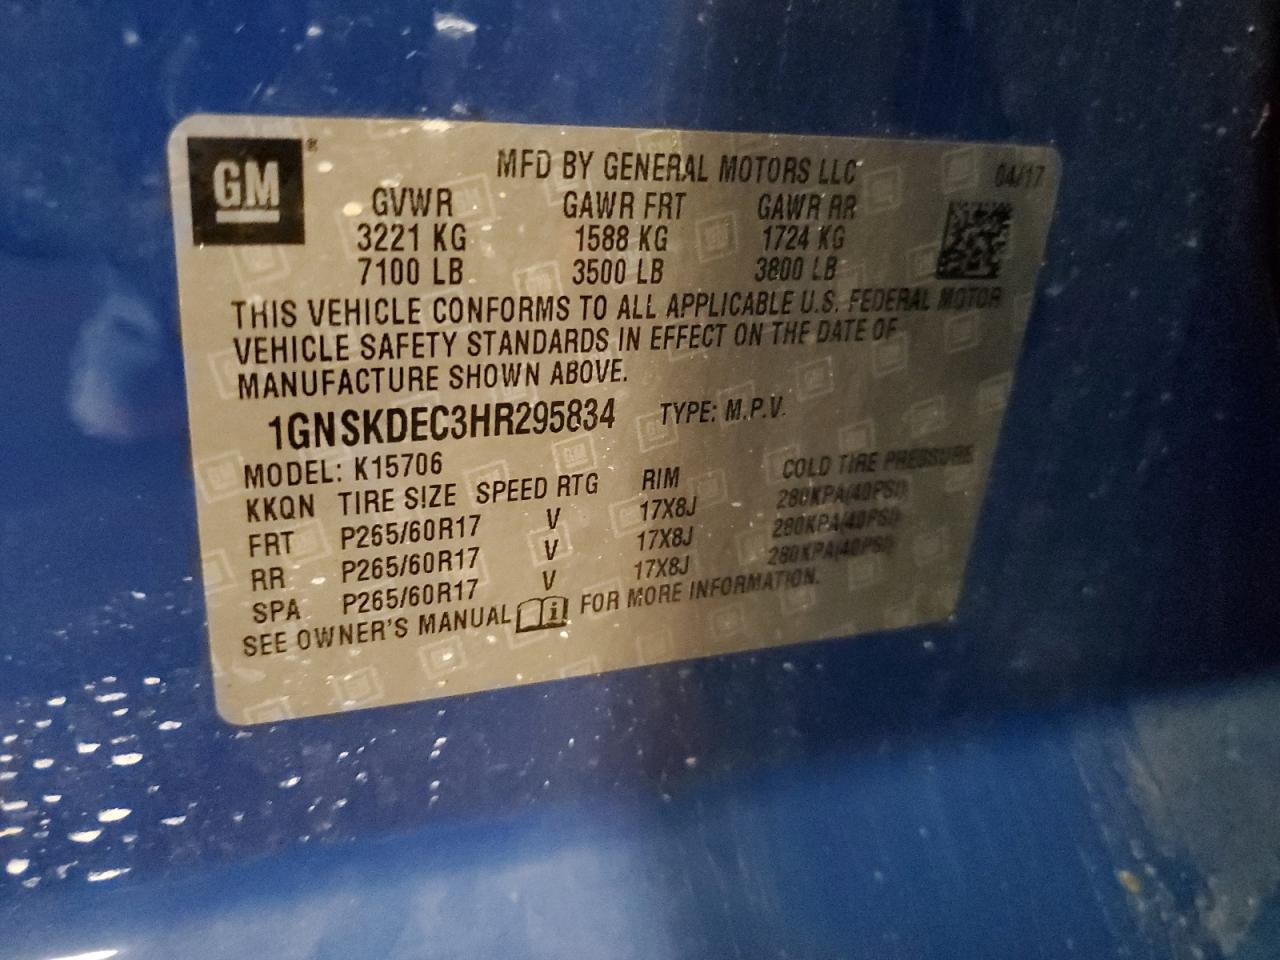 GM®
MFD BY GENERAL MOTORS LLC 04/17
GVWR GAWR FRT GAWR RR
3221 KG 1588 KG 1724 KG
7100 LB 3500 LB 3800 LB
THIS VEHICLE CONFORMS TO ALL APPLICABLE U.S. FEDERAL MOTOR
VEHICLE SAFETY STANDARDS IN EFFECT ON THE DATE OF
MANUFACTURE SHOWN ABOVE.
1GNSKDEC3HR295834 TYPE: M.P.V.
MODEL: K15706
KKQN TIRE SIZE SPEED RTG RIM COLD TIRE PRESSURE
FRT P265/60R17 V 17X8J 280KPA(40PSI)
RR P265/60R17 V 17X8J 280KPA(40PSI)
SPA P265/60R17 V 17X8J 280KPA(40PSI)
SEE OWNER'S MANUAL FOR MORE INFORMATION.